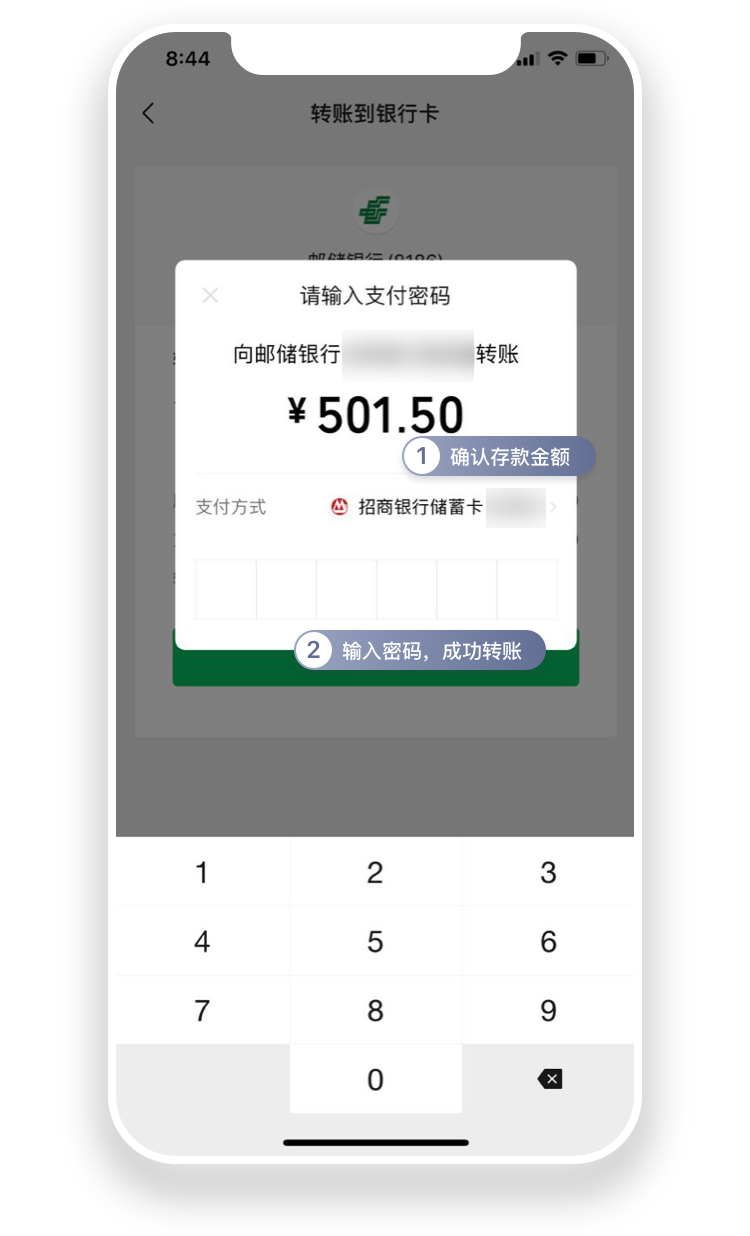 8:44
转账到银行卡
邮储银行 (8186)
请输入支付密码
向邮储银行 转账
¥ 501.50
1 确认存款金额
支付方式 招商银行储蓄卡
2 输入密码，成功转账
1 2 3
4 5 6
7 8 9
0